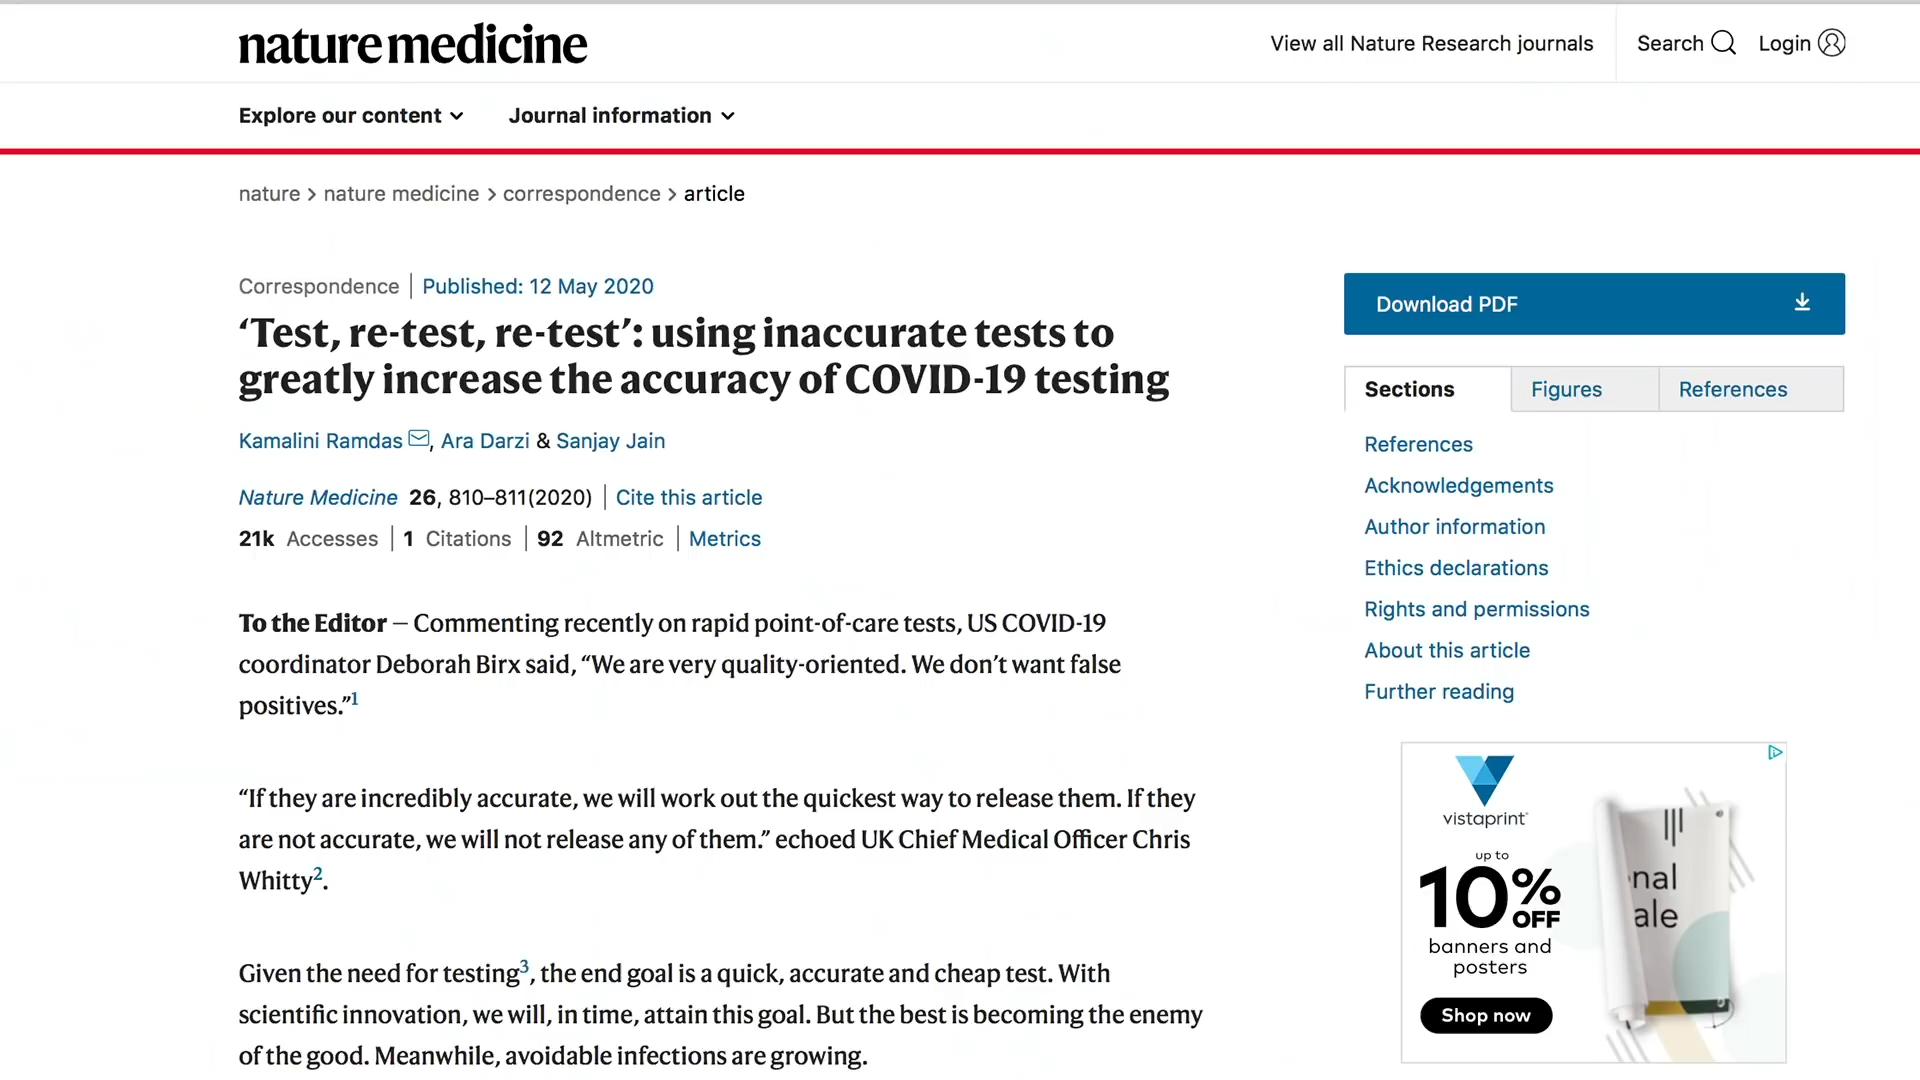 nature medicine
View all Nature Research journals
Search
Login
Explore our content
Journal information
nature > nature medicine > correspondence > article
Correspondence | Published: 12 May 2020
‘Test, re-test, re-test’: using inaccurate tests to
greatly increase the accuracy of COVID-19 testing
Kamalini Ramdas, Ara Darzi & Sanjay Jain
Nature Medicine 26, 810–811(2020) | Cite this article
21k Accesses | 1 Citations | 92 Altmetric | Metrics
To the Editor — Commenting recently on rapid point-of-care tests, US COVID-19
coordinator Deborah Birx said, “We are very quality-oriented. We don’t want false
positives.”1
“If they are incredibly accurate, we will work out the quickest way to release them. If they
are not accurate, we will not release any of them.” echoed UK Chief Medical Officer Chris
Whitty2.
Given the need for testing3, the end goal is a quick, accurate and cheap test. With
scientific innovation, we will, in time, attain this goal. But the best is becoming the enemy
of the good. Meanwhile, avoidable infections are growing.
Download PDF
Sections
Figures
References
References
Acknowledgements
Author information
Ethics declarations
Rights and permissions
About this article
Further reading
vistaprint
up to
10% OFF
banners and
posters
Shop now
nal
ale